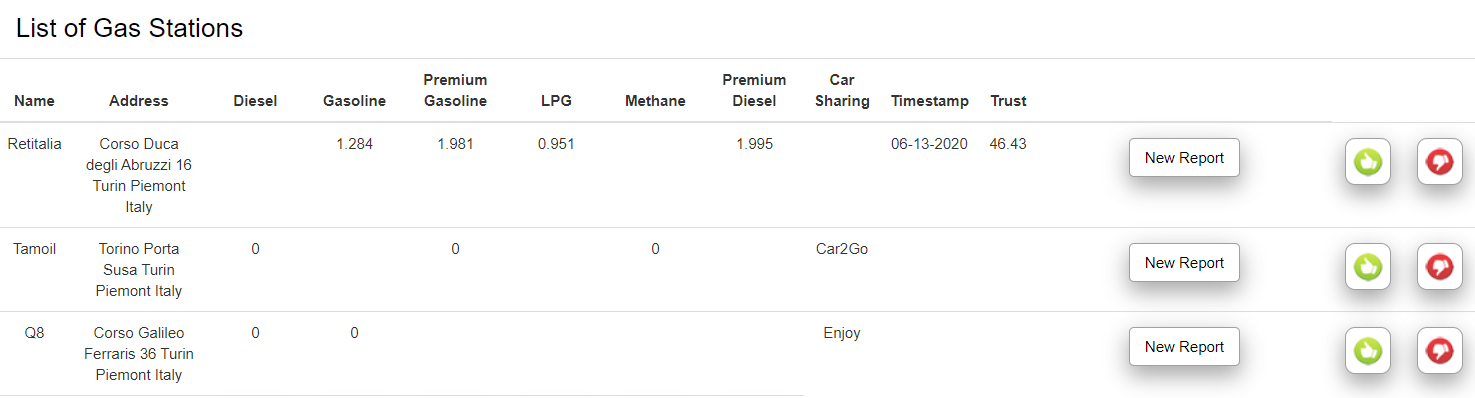 List of Gas Stations
Premium Premium Car
Name Address Diesel Gasoline Gasoline LPG Methane Diesel Sharing Timestamp Trust
Retitalia Corso Duca 1.284 1.981 0.951 1.995 06-13-2020 46.43 New Report
degli Abruzzi 16
Turin Piemont
Italy
Tamoil Torino Porta 0 0 0 Car2Go New Report
Susa Turin
Piemont Italy
Q8 Corso Galileo 0 0 Enjoy New Report
Ferraris 36 Turin
Piemont Italy